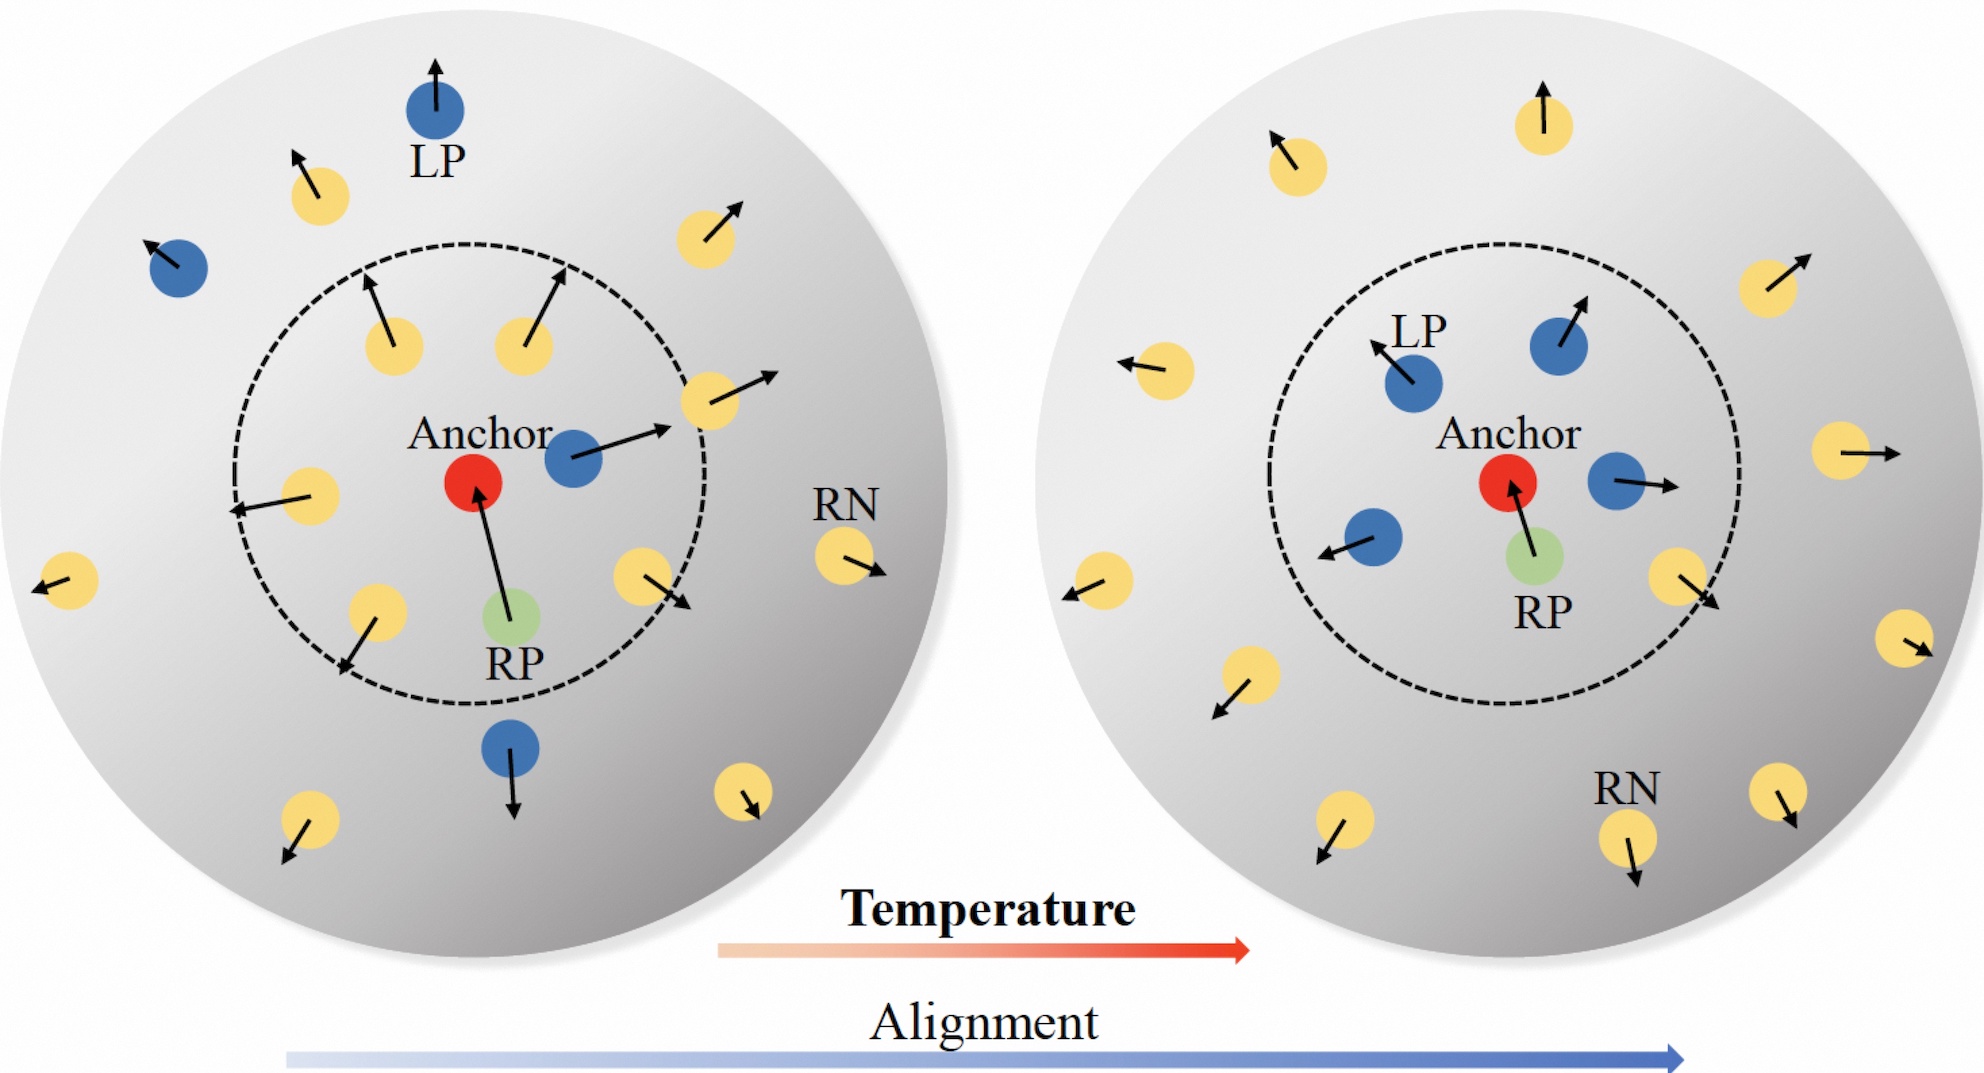 LP
Anchor
RN
RP
LP
Anchor
RP
RN
Temperature
Alignment